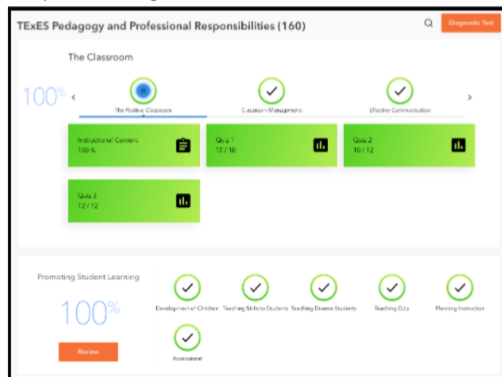 TExES Pedagogy and Professional Responsibilities (160)
Diagnostic Test
The Classroom
100%
The Positive Classroom
Classroom Management
Effective Communication
Instructional Content
100 %
Quiz 1
10 / 10
Quiz 2
10 / 12
Quiz 3
12 / 12
Promoting Student Learning
100%
Review
Development of Children
Teaching Skills to Students
Teaching Diverse Students
Teaching ELLs
Planning Instruction
Assessment